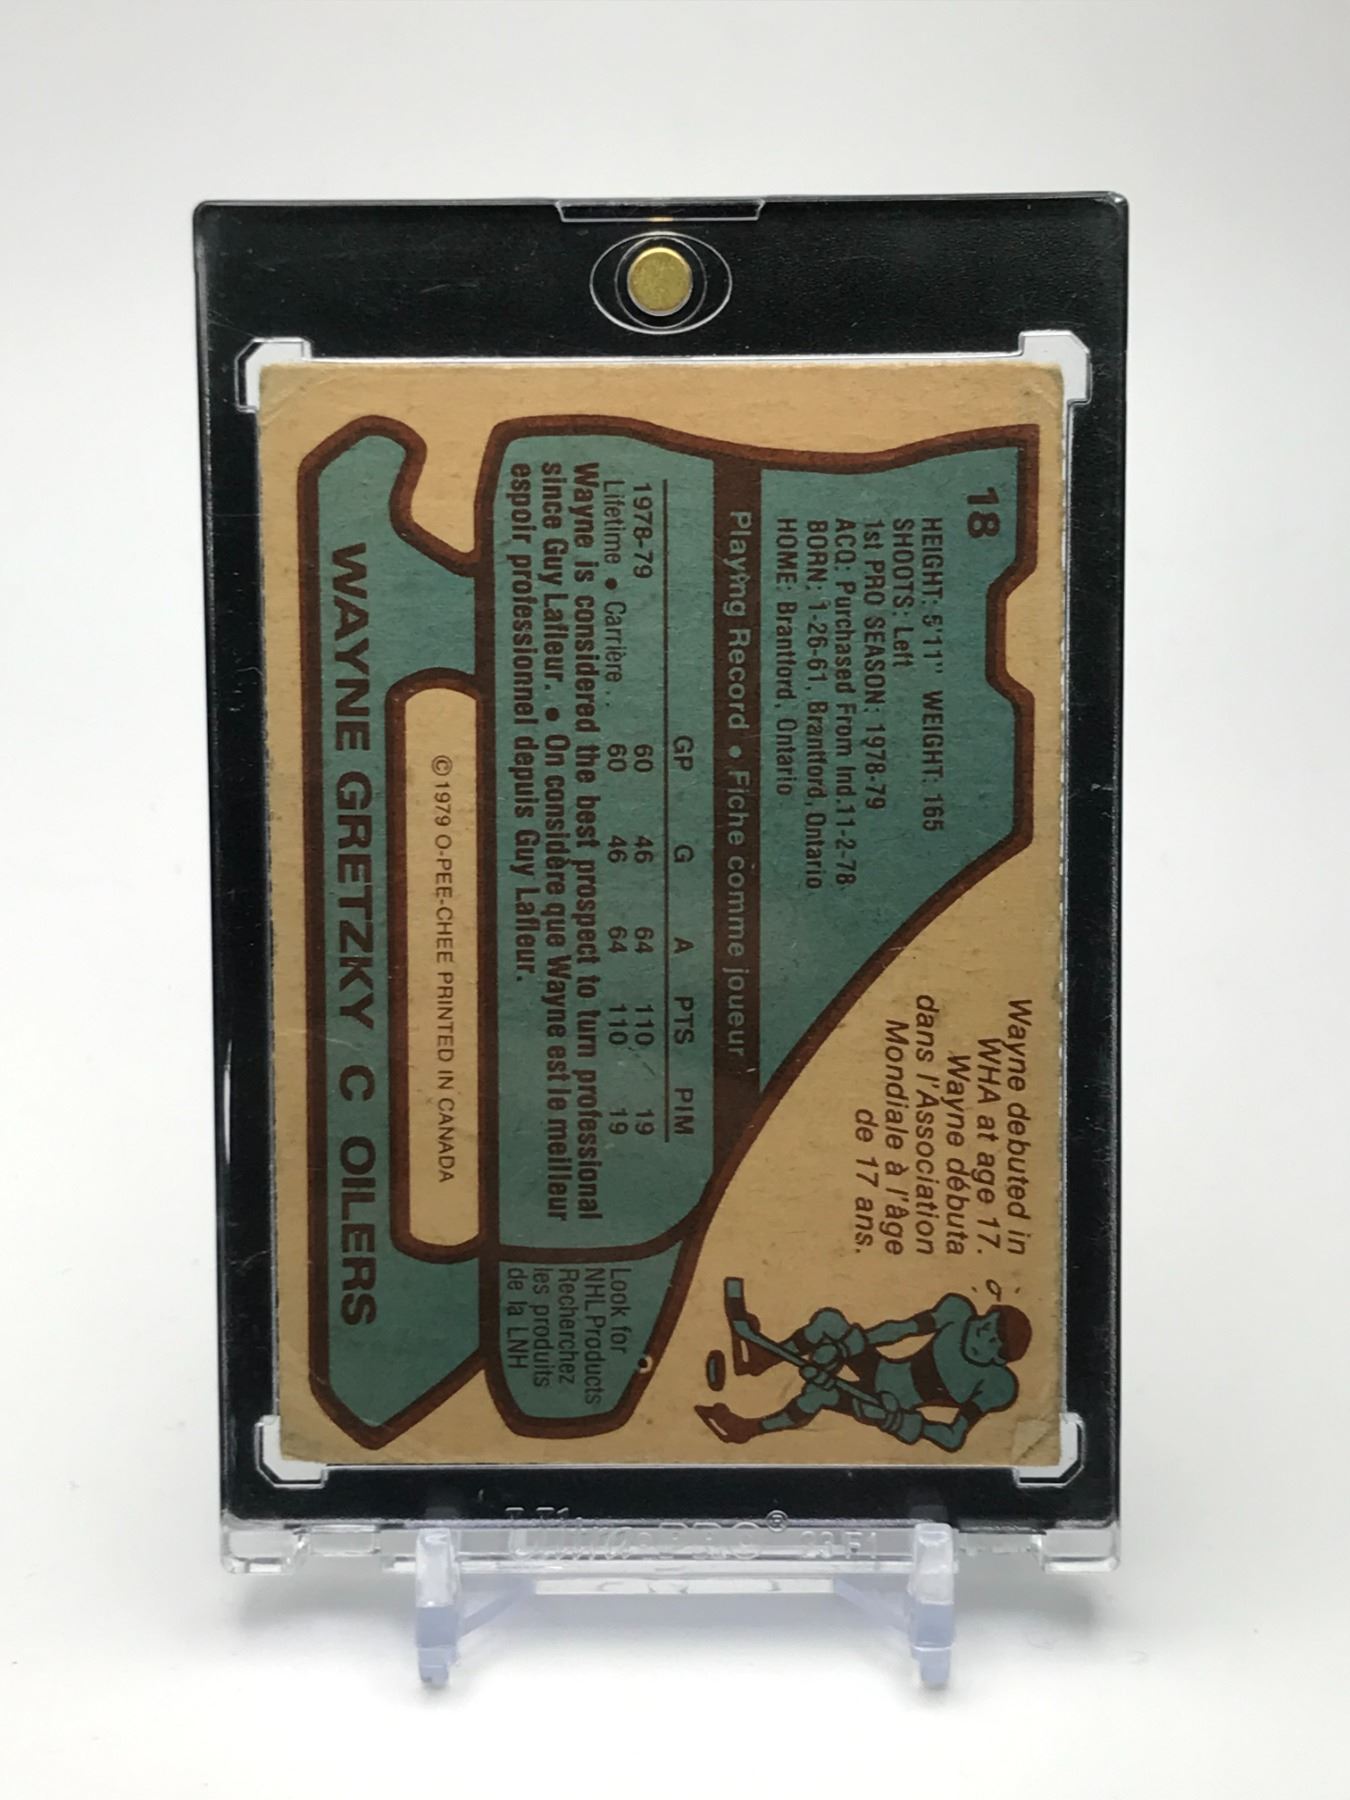 18
HEIGHT: 5'11" WEIGHT: 165
SHOOTS: Left
1st PRO SEASON: 1978-79
ACQ: Purchased From Ind. 11-2-78
BORN: 1-26-61, Brantford, Ontario
HOME: Brantford, Ontario
Wayne debuted in
WHA at age 17.
Wayne débuta
dans l'Association
Mondiale à l'âge
de 17 ans.
Playing Record • Fiche comme joueur
GP G A PTS PIM
1978-79 60 46 64 110 19
Lifetime • Carrière .. 60 46 64 110 19
Wayne is considered the best prospect to turn professional
since Guy Lafleur. • On considère que Wayne est le meilleur
espoir professionnel depuis Guy Lafleur.
Look for
NHL Products
Recherchez
les produits
de la LNH
© 1979 O-PEE-CHEE PRINTED IN CANADA
WAYNE GRETZKY C OILERS